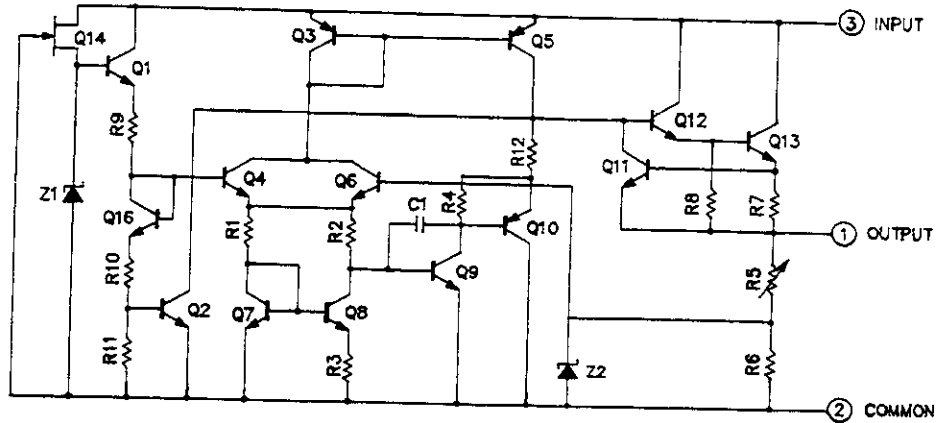 Q14
Q3
Q5
3 INPUT
Q1
R9
Q12
Q13
R12
Q11
Z1
Q4
Q6
R4
C1
R8
R7
Q16
R1
R2
Q10
1 OUTPUT
R10
Q9
R5
Q2
Q7
Q8
R11
R3
Z2
R6
2 COMMON